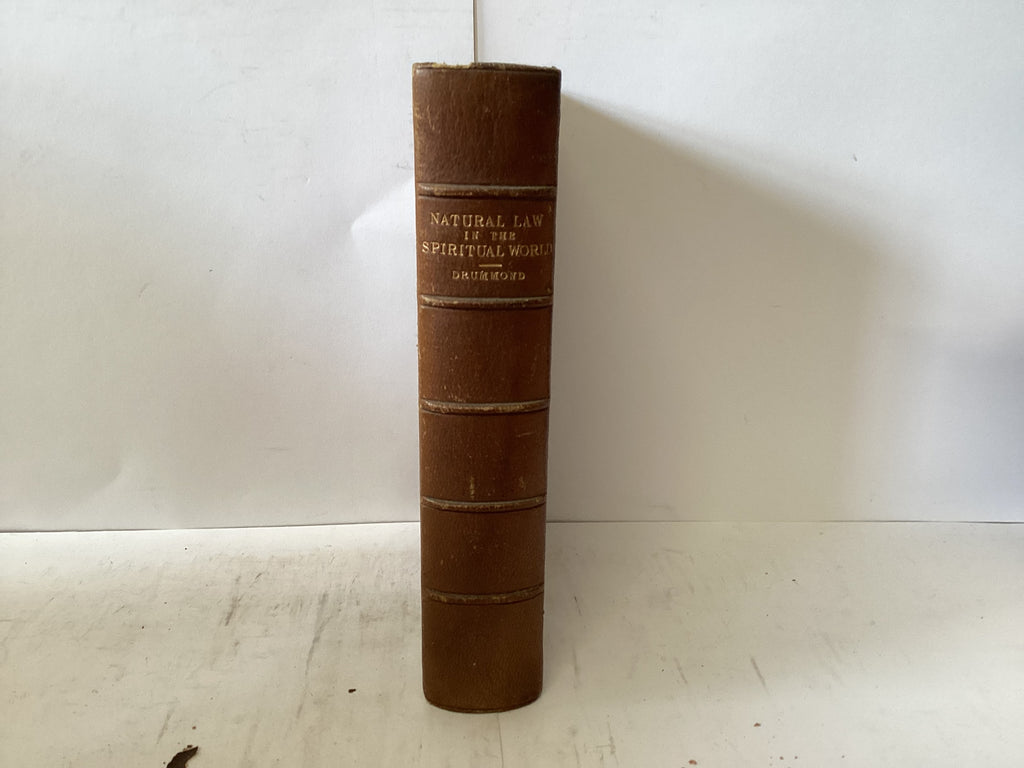 NATURAL LAW
IN THE
SPIRITUAL WORLD
DRUMMOND